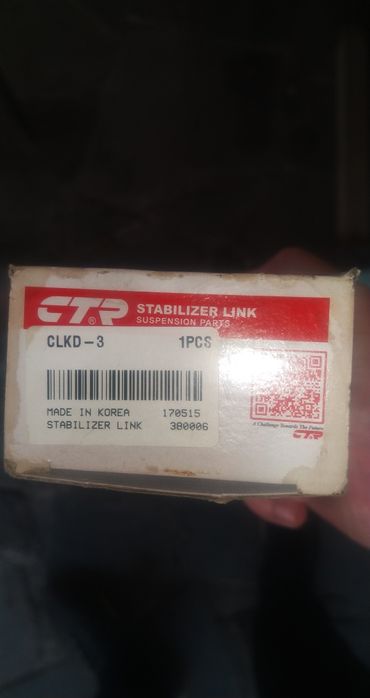 CTR® STABILIZER LINK
SUSPENSION PARTS
CLKD-3 1PCS
MADE IN KOREA 170515
STABILIZER LINK 380006
A Challenge Towards The Future
CTR